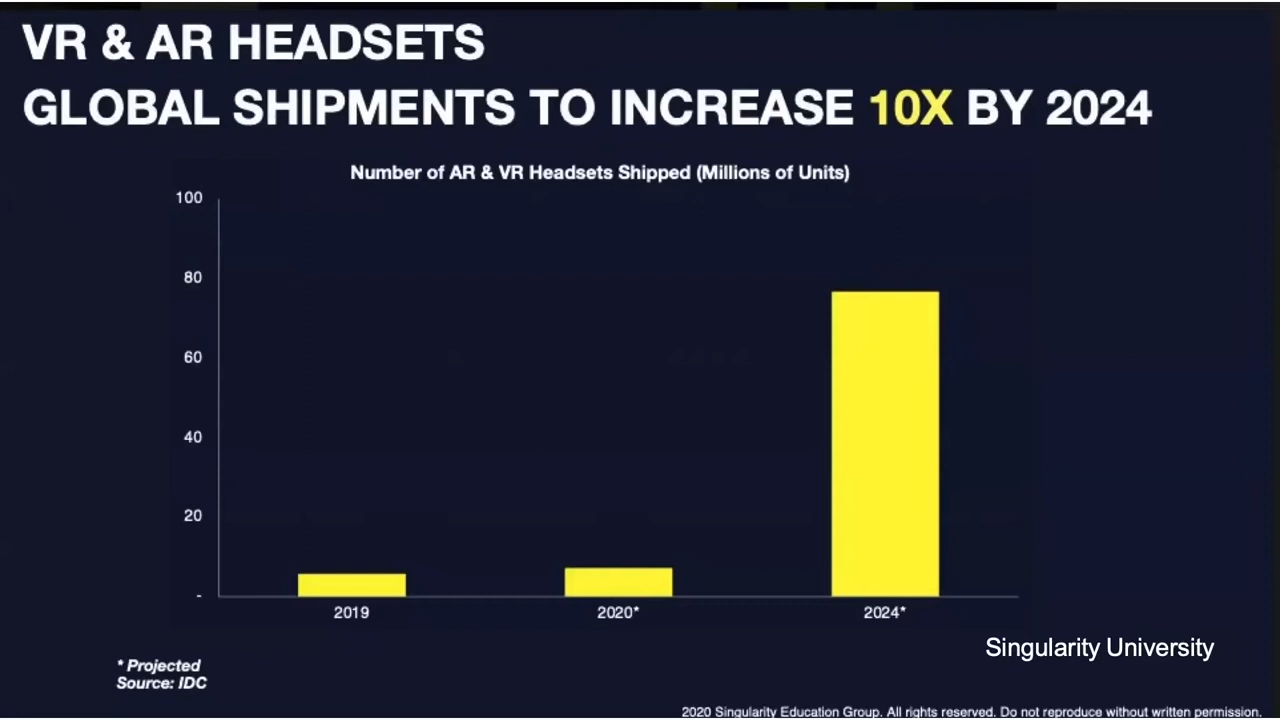 VR & AR HEADSETS
GLOBAL SHIPMENTS TO INCREASE 10X BY 2024
Number of AR & VR Headsets Shipped (Millions of Units)
100
80
60
40
20
-
2019
2020*
2024*
Singularity University
* Projected
Source: IDC
2020 Singularity Education Group. All rights reserved. Do not reproduce without written permission.